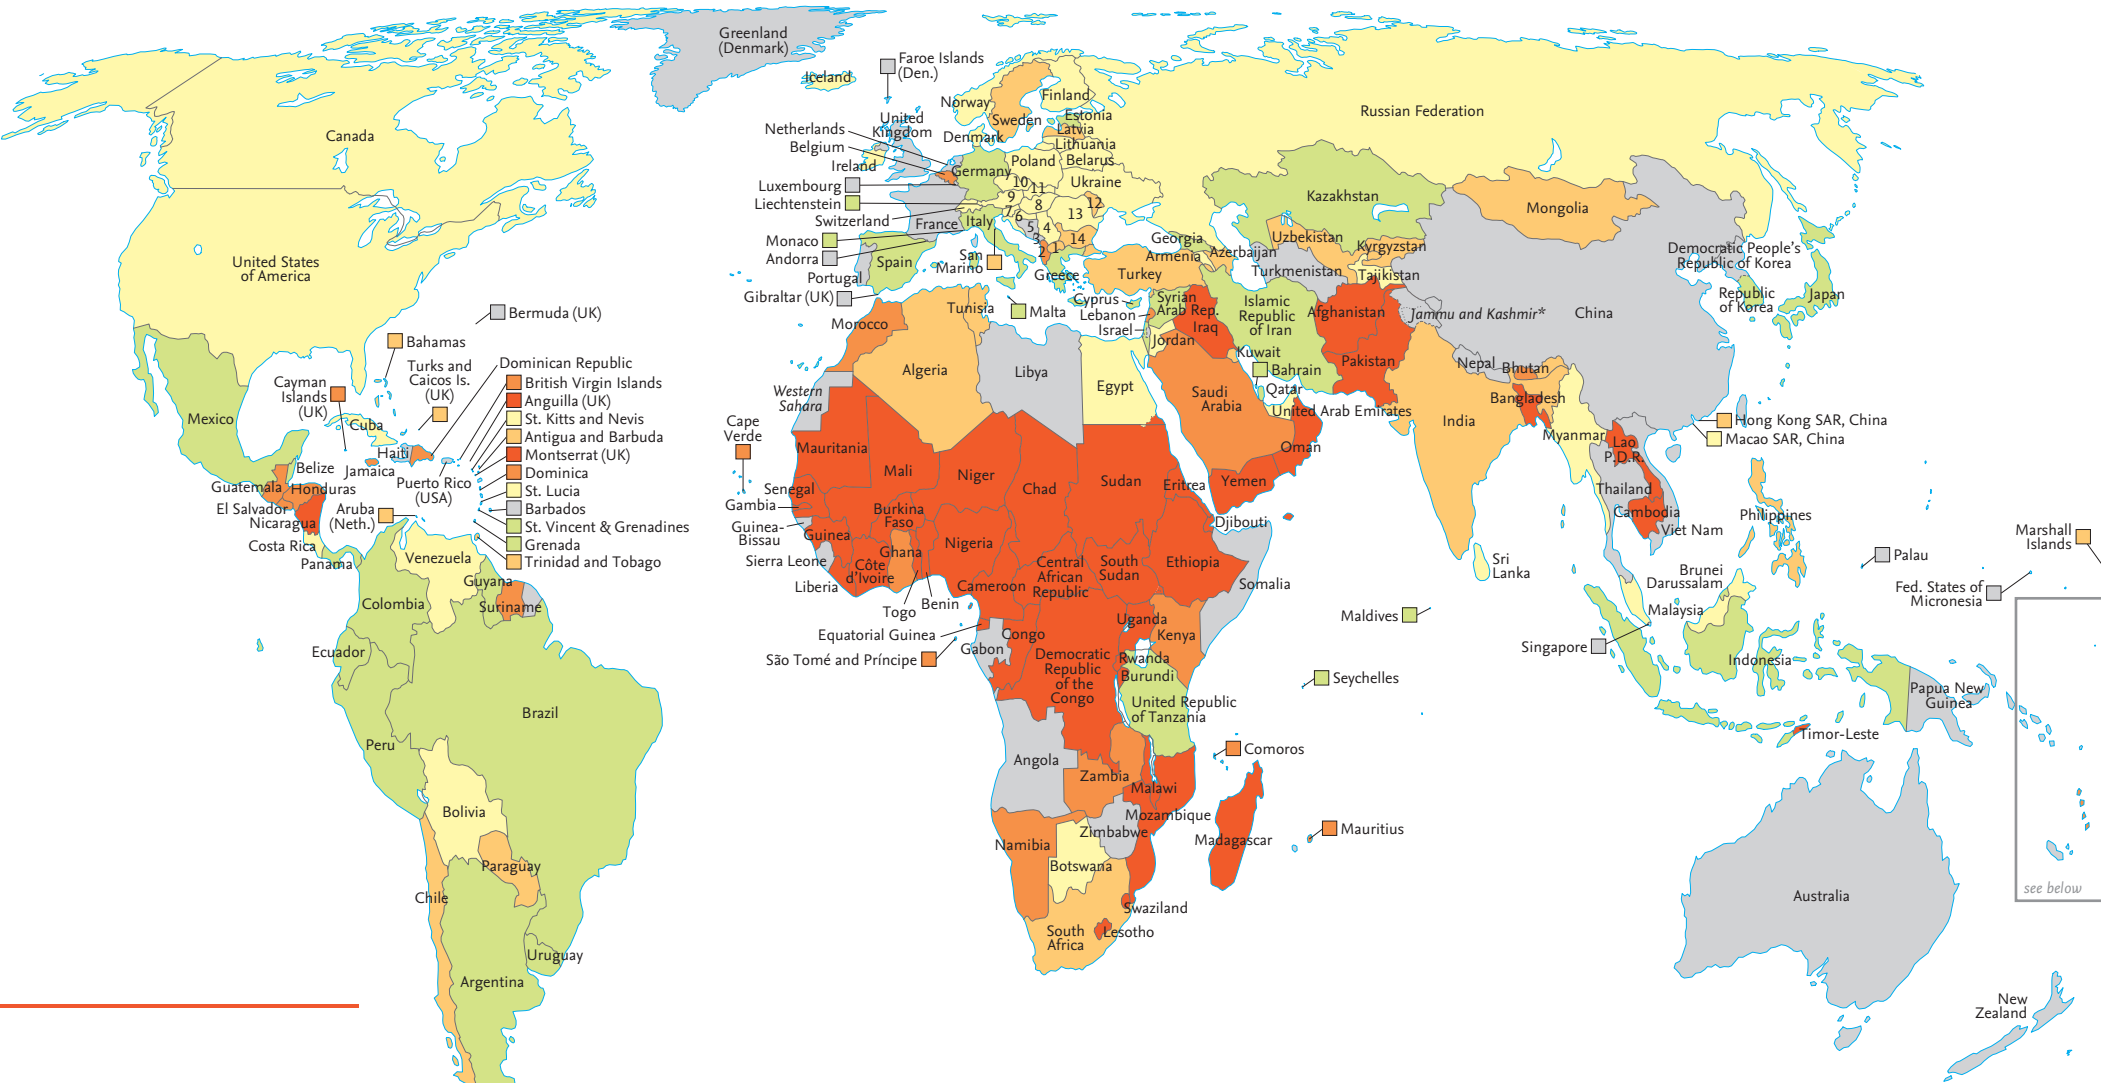 Greenland
(Denmark)
Iceland
Faroe Islands
(Den.)
Norway
Sweden
Finland
Estonia
Latvia
Lithuania
Belarus
United
Kingdom
Denmark
Netherlands
Belgium
Ireland
Luxembourg
Liechtenstein
Switzerland
Germany
Poland
Ukraine
10
11
9
8
7
6
13
12
5
4
3
2
1
14
France
Italy
Monaco
Andorra
Portugal
Spain
Gibraltar (UK)
San
Marino
Greece
Malta
Russian Federation
Canada
United States
of America
Bermuda (UK)
Bahamas
Turks and
Caicos Is.
(UK)
Cayman
Islands
(UK)
Mexico
Cuba
Haiti
Jamaica
Belize
Guatemala
Honduras
El Salvador
Nicaragua
Costa Rica
Panama
Puerto Rico
(USA)
Aruba
(Neth.)
Dominican Republic
British Virgin Islands
Anguilla (UK)
St. Kitts and Nevis
Antigua and Barbuda
Montserrat (UK)
Dominica
St. Lucia
Barbados
St. Vincent & Grenadines
Grenada
Trinidad and Tobago
Venezuela
Guyana
Suriname
Colombia
Ecuador
Peru
Brazil
Bolivia
Paraguay
Chile
Uruguay
Argentina
Georgia
Armenia
Azerbaijan
Turkey
Cyprus
Lebanon
Israel
Syrian
Arab Rep.
Iraq
Jordan
Kuwait
Bahrain
Qatar
United Arab Emirates
Saudi
Arabia
Oman
Yemen
Islamic
Republic
of Iran
Kazakhstan
Uzbekistan
Turkmenistan
Kyrgyzstan
Tajikistan
Afghanistan
Pakistan
Jammu and Kashmir*
Mongolia
China
Democratic People's
Republic of Korea
Republic
of Korea
Japan
Nepal
Bhutan
Bangladesh
India
Myanmar
Lao
P.D.R.
Thailand
Cambodia
Viet Nam
Hong Kong SAR, China
Macao SAR, China
Philippines
Sri
Lanka
Maldives
Brunei
Darussalam
Malaysia
Singapore
Indonesia
Timor-Leste
Papua New
Guinea
Palau
Fed. States of
Micronesia
Marshall
Islands
Morocco
Algeria
Tunisia
Libya
Egypt
Western
Sahara
Cape
Verde
Mauritania
Mali
Niger
Chad
Sudan
Eritrea
Djibouti
Senegal
Gambia
Guinea-
Bissau
Guinea
Sierra Leone
Liberia
Burkina
Faso
Ghana
Côte
d'Ivoire
Togo
Benin
Nigeria
Cameroon
Central
African
Republic
South
Sudan
Ethiopia
Somalia
Equatorial Guinea
São Tomé and Príncipe
Gabon
Congo
Democratic
Republic
of the
Congo
Uganda
Kenya
Rwanda
Burundi
United Republic
of Tanzania
Seychelles
Comoros
Angola
Zambia
Malawi
Mozambique
Zimbabwe
Namibia
Botswana
Madagascar
Mauritius
South
Africa
Swaziland
Lesotho
Australia
New
Zealand
see below